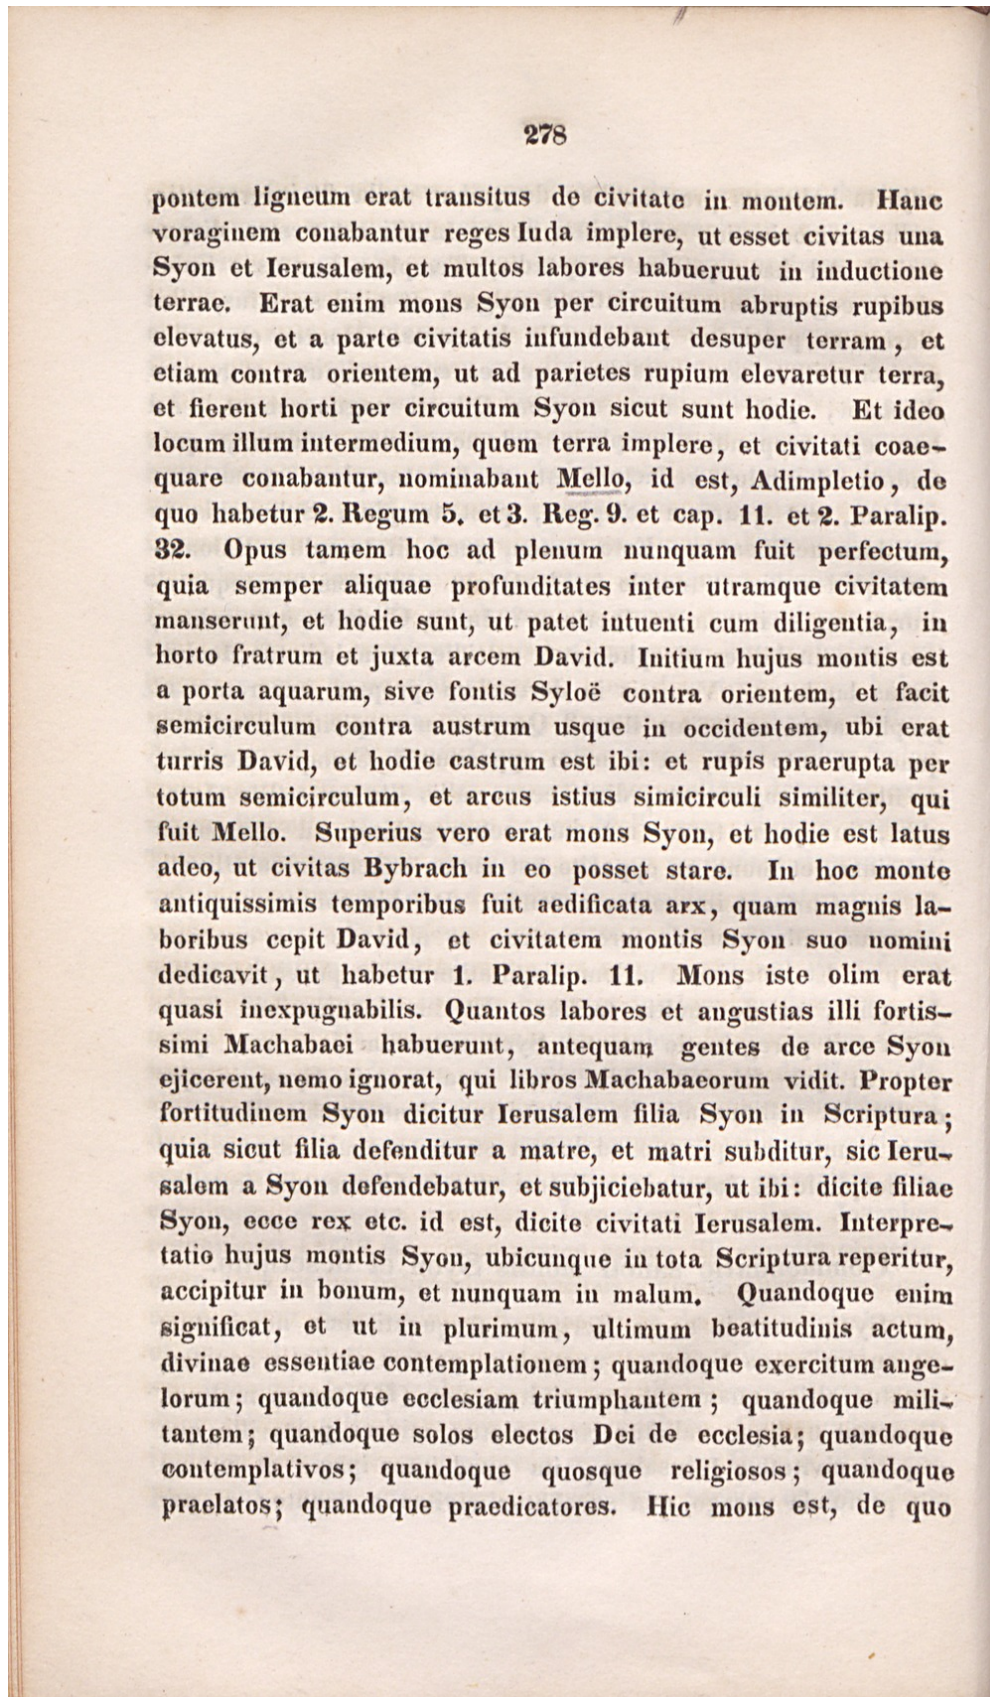 278
pontem ligneum erat transitus de civitate in montem. Hanc
voraginem conabantur reges Iuda implere, ut esset civitas una
Syon et Ierusalem, et multos labores habuerunt in inductione
terrae. Erat enim mons Syon per circuitum abruptis rupibus
elevatus, et a parte civitatis infundebant desuper terram, et
etiam contra orientem, ut ad parietes rupium elevaretur terra,
et fierent horti per circuitum Syon sicut sunt hodie. Et ideo
locum illum intermedium, quem terra implere, et civitati coae-
quare conabantur, nominabant Mello, id est, Adimpletio, de
quo habetur 2. Regum 5. et 3. Reg. 9. et cap. 11. et 2. Paralip.
32. Opus tamem hoc ad plenum nunquam fuit perfectum,
quia semper aliquae profunditates inter utramque civitatem
manserunt, et hodie sunt, ut patet intuenti cum diligentia, in
horto fratrum et juxta arcem David. Initium hujus montis est
a porta aquarum, sive fontis Syloë contra orientem, et facit
semicirculum contra austrum usque in occidentem, ubi erat
turris David, et hodie castrum est ibi: et rupis praerupta per
totum semicirculum, et arcus istius simicirculi similiter, qui
fuit Mello. Superius vero erat mons Syon, et hodie est latus
adeo, ut civitas Bybrach in eo posset stare. In hoc monte
antiquissimis temporibus fuit aedificata arx, quam magnis la-
boribus cepit David, et civitatem montis Syon suo nomini
dedicavit, ut habetur 1. Paralip. 11. Mons iste olim erat
quasi inexpugnabilis. Quantos labores et angustias illi fortis-
simi Machabaei habuerunt, antequam gentes de arce Syon
ejicerent, nemo ignorat, qui libros Machabaeorum vidit. Propter
fortitudinem Syon dicitur Ierusalem filia Syon in Scriptura;
quia sicut filia defenditur a matre, et matri subditur, sic Ieru-
salem a Syon defendebatur, et subjiciebatur, ut ibi: dicite filiae
Syon, ecce rex etc. id est, dicite civitati Ierusalem. Interpre-
tatio hujus montis Syon, ubicunque in tota Scriptura reperitur,
accipitur in bonum, et nunquam in malum. Quandoque enim
significat, et ut in plurimum, ultimum beatitudinis actum,
divinae essentiae contemplationem; quandoque exercitum ange-
lorum; quandoque ecclesiam triumphantem; quandoque mili-
tantem; quandoque solos electos Dei de ecclesia; quandoque
contemplativos; quandoque quosque religiosos; quandoque
praelatos; quandoque praedicatores. Hic mons est, de quo